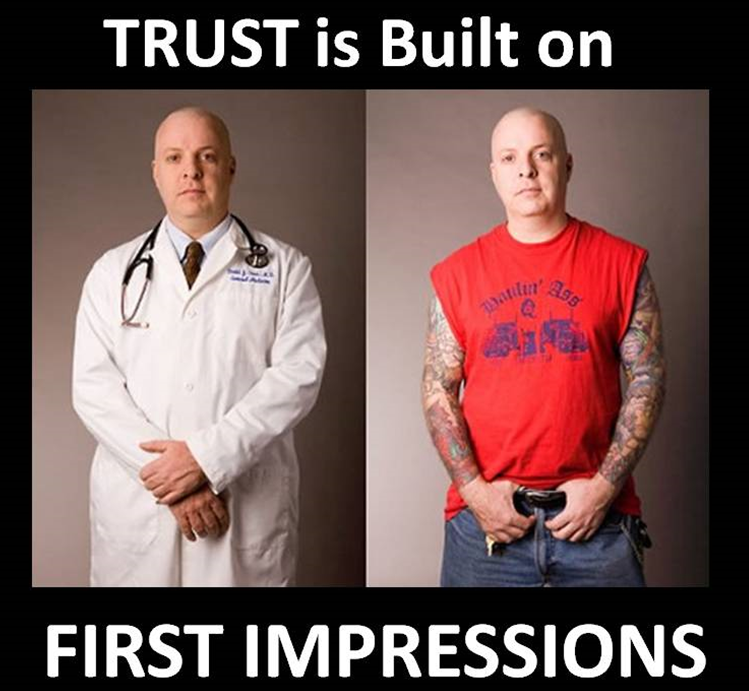 TRUST is Built on
M.D.
Haulin' Ass
FIRST IMPRESSIONS